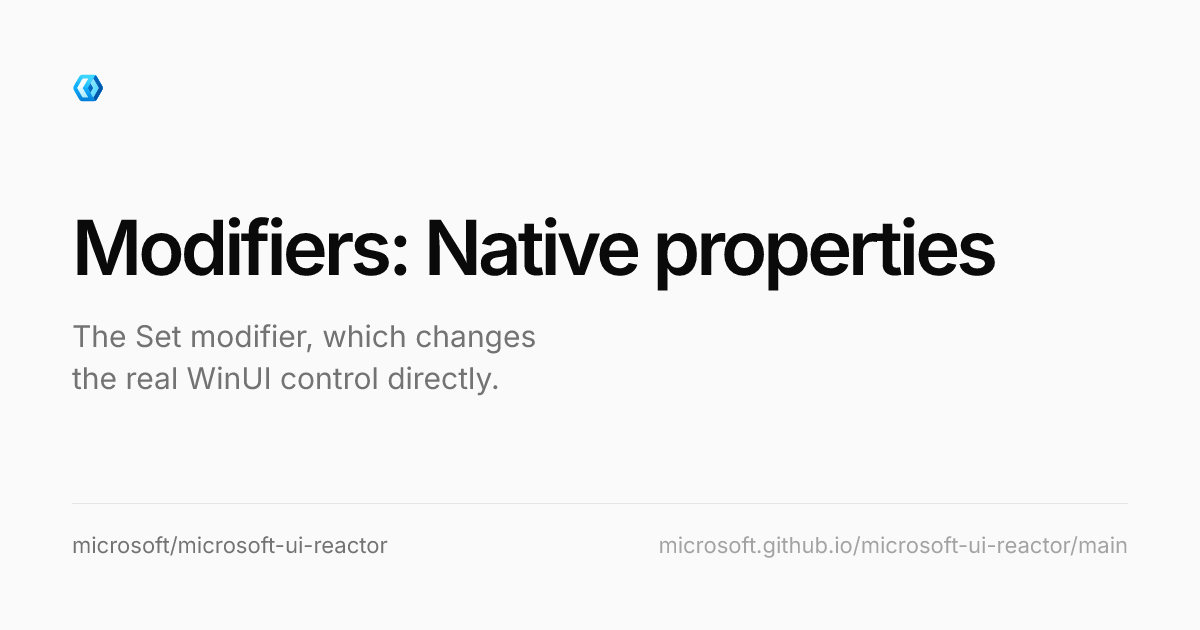 Modifiers: Native properties
The Set modifier, which changes
the real WinUI control directly.
microsoft/microsoft-ui-reactor
microsoft.github.io/microsoft-ui-reactor/main